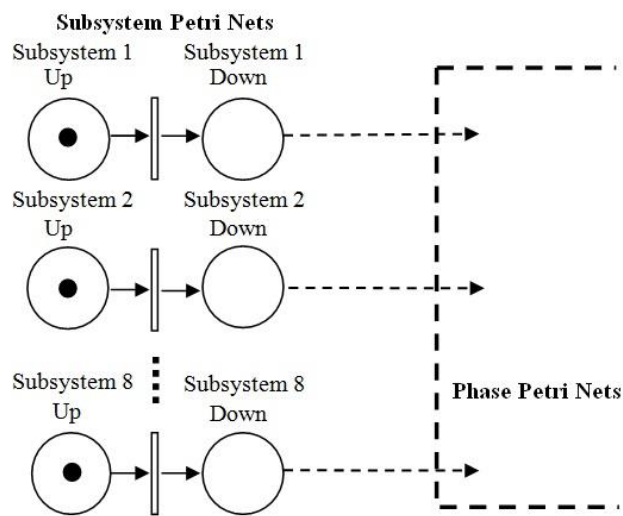 Subsystem Petri Nets
Subsystem 1 Subsystem 1
Up Down
Subsystem 2 Subsystem 2
Up Down
Subsystem 8 Subsystem 8
Up Down
Phase Petri Nets